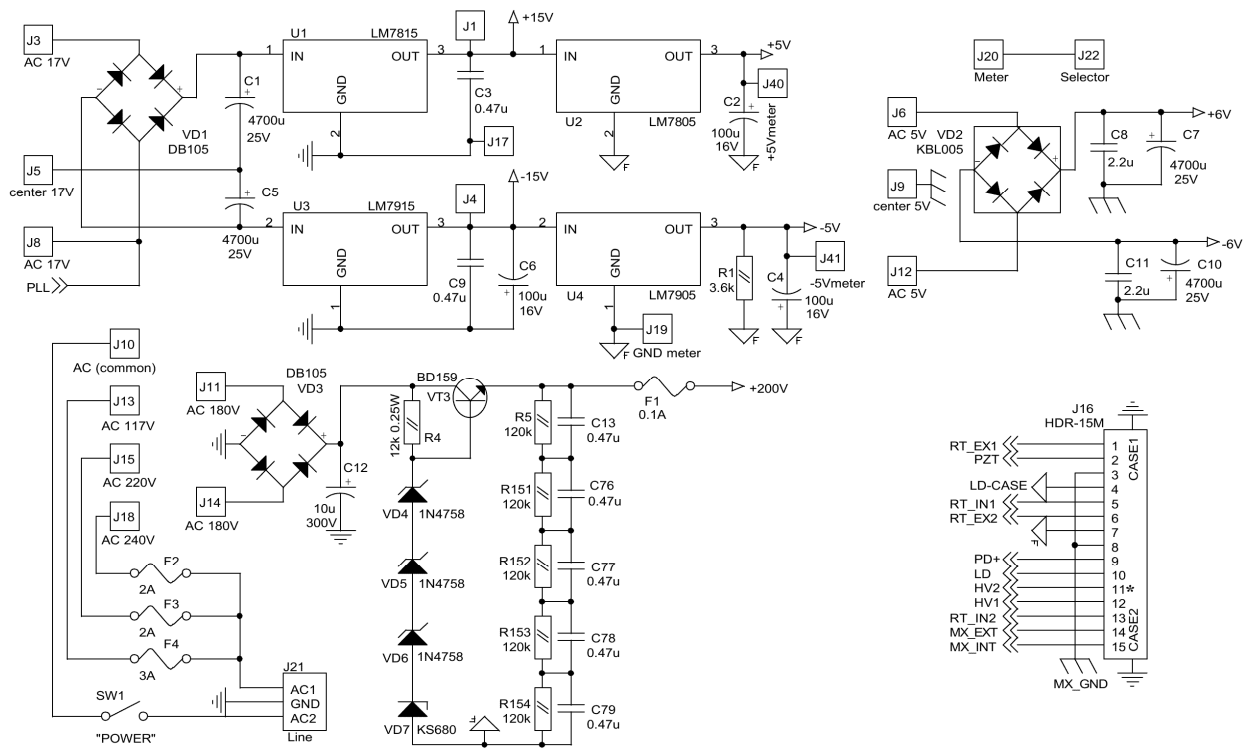 J3
AC 17V
J5
center 17V
J8
AC 17V
PLL
VD1
DB105
-
+
C1
+
4700u
25V
C5
+
4700u
25V
U1
LM7815
1
IN
OUT
3
GND
2
J1
+15V
C3
0.47u
J17
1
IN
OUT
3
GND
2
U2
LM7805
+5V
J40
+5Vmeter
C2
+
100u
16V
F
F
U3
LM7915
2
IN
OUT
3
GND
1
J4
-15V
C9
0.47u
C6
+
100u
16V
2
IN
OUT
3
GND
1
U4
LM7905
J19
GND meter
F
-5V
J41
-5Vmeter
R1
3.6k
C4
+
100u
16V
F
F
J20
Meter
J22
Selector
J6
AC 5V
VD2
KBL005
-
+
J9
center 5V
J12
AC 5V
+6V
C8
2.2u
C7
+
4700u
25V
-6V
C11
2.2u
C10
+
4700u
25V
J10
AC (common)
J13
AC 117V
J15
AC 220V
J18
AC 240V
F2
2A
F3
2A
F4
3A
SW1
"POWER"
J21
AC1
GND
AC2
Line
J11
AC 180V
J14
AC 180V
DB105
VD3
-
+
C12
+
10u
300V
12k 0.25W
R4
BD159
VT3
VD4
1N4758
VD5
1N4758
VD6
1N4758
VD7
KS680
F
R5
120k
C13
0.47u
R151
120k
C76
0.47u
R152
120k
C77
0.47u
R153
120k
C78
0.47u
R154
120k
C79
0.47u
F1
0.1A
+200V
J16
HDR-15M
CASE1
CASE2
RT_EX1
1
PZT
2
3
LD-CASE
4
RT_IN1
5
RT_EX2
6
F
7
8
PD+
9
LD
10
HV2
11*
HV1
12
RT_IN2
13
MX_EXT
14
MX_INT
15
MX_GND